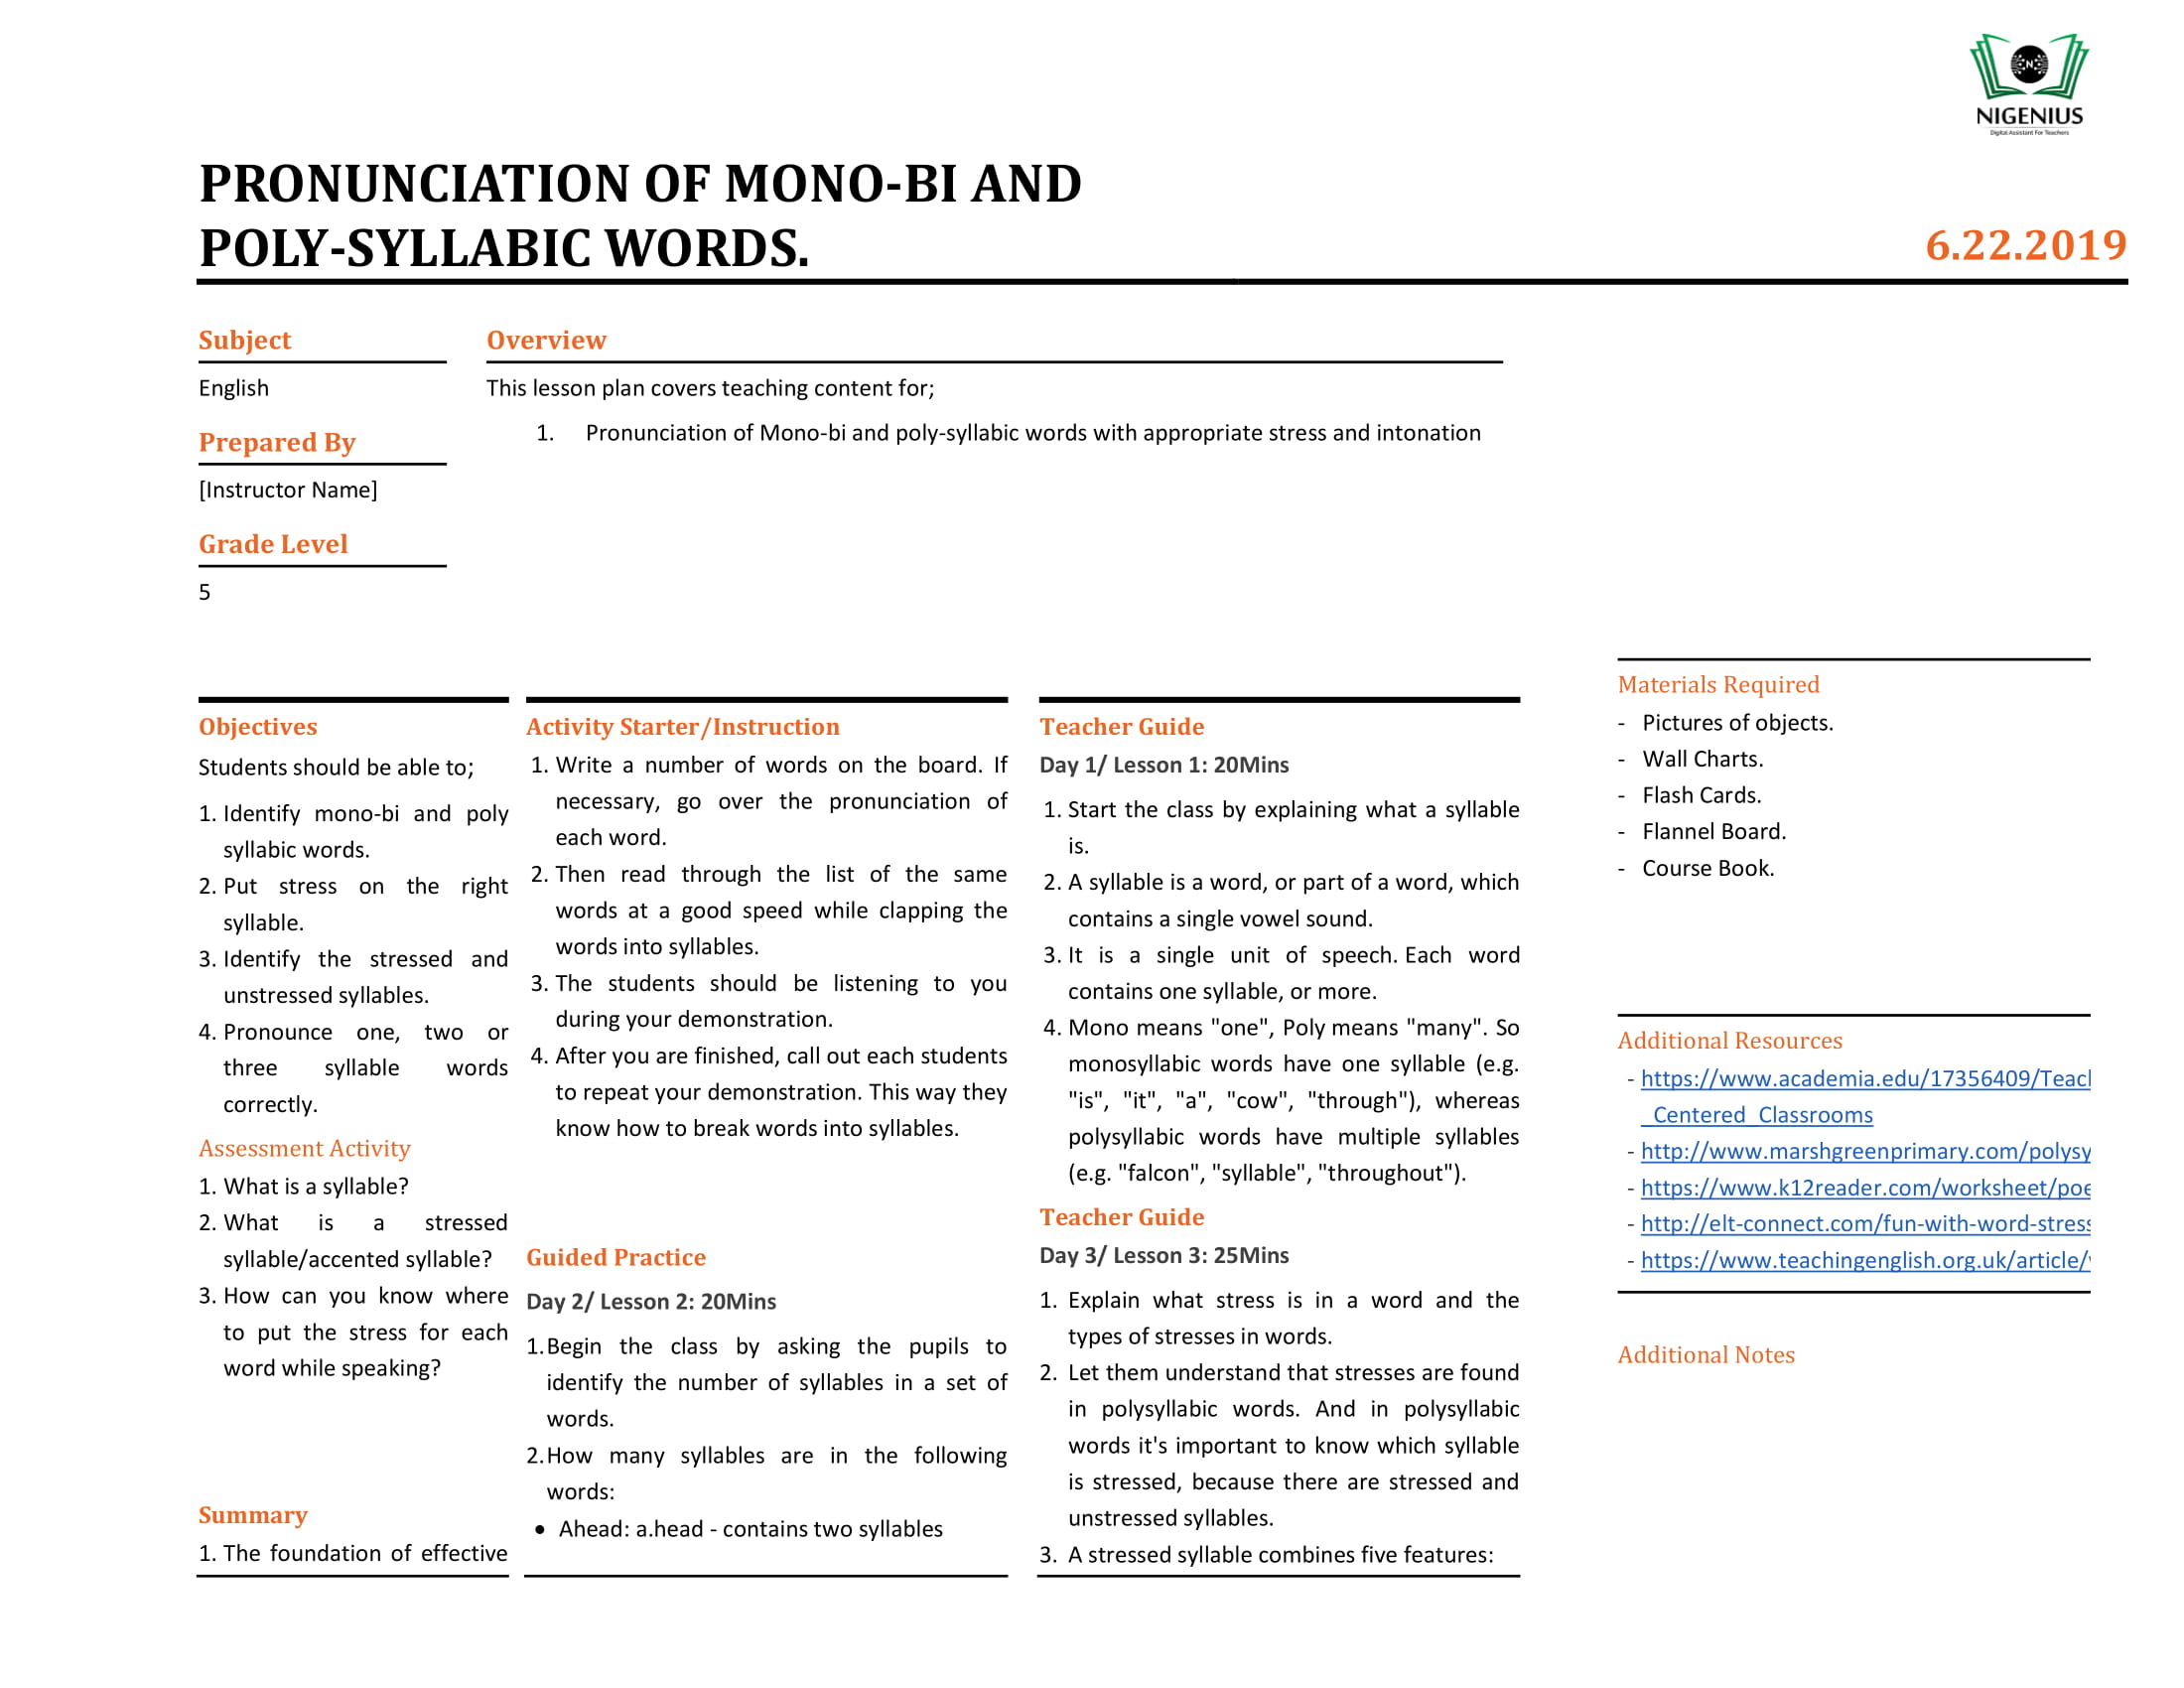 NIGENIUS
Digital Assistant For Teachers
PRONUNCIATION OF MONO-BI AND
POLY-SYLLABIC WORDS.
6.22.2019
Subject
English
Prepared By
[Instructor Name]
Grade Level
5
Overview
This lesson plan covers teaching content for;
1. Pronunciation of Mono-bi and poly-syllabic words with appropriate stress and intonation
Objectives
Students should be able to;
1. Identify mono-bi and poly
syllabic words.
2. Put stress on the right
syllable.
3. Identify the stressed and
unstressed syllables.
4. Pronounce one, two or
three syllable words
correctly.
Assessment Activity
1. What is a syllable?
2. What is a stressed
syllable/accented syllable?
3. How can you know where
to put the stress for each
word while speaking?
Summary
1. The foundation of effective
Activity Starter/Instruction
1. Write a number of words on the board. If
necessary, go over the pronunciation of
each word.
2. Then read through the list of the same
words at a good speed while clapping the
words into syllables.
3. The students should be listening to you
during your demonstration.
4. After you are finished, call out each students
to repeat your demonstration. This way they
know how to break words into syllables.
Guided Practice
Day 2/ Lesson 2: 20Mins
1.Begin the class by asking the pupils to
identify the number of syllables in a set of
words.
2.How many syllables are in the following
words:
• Ahead: a.head - contains two syllables
Teacher Guide
Day 1/ Lesson 1: 20Mins
1. Start the class by explaining what a syllable
is.
2. A syllable is a word, or part of a word, which
contains a single vowel sound.
3. It is a single unit of speech. Each word
contains one syllable, or more.
4. Mono means "one", Poly means "many". So
monosyllabic words have one syllable (e.g.
"is", "it", "a", "cow", "through"), whereas
polysyllabic words have multiple syllables
(e.g. "falcon", "syllable", "throughout").
Teacher Guide
Day 3/ Lesson 3: 25Mins
1. Explain what stress is in a word and the
types of stresses in words.
2. Let them understand that stresses are found
in polysyllabic words. And in polysyllabic
words it's important to know which syllable
is stressed, because there are stressed and
unstressed syllables.
3. A stressed syllable combines five features:
Materials Required
- Pictures of objects.
- Wall Charts.
- Flash Cards.
- Flannel Board.
- Course Book.
Additional Resources
- https://www.academia.edu/17356409/Teacl
_Centered_Classrooms
- http://www.marshgreenprimary.com/polysy
- https://www.k12reader.com/worksheet/poe
- http://elt-connect.com/fun-with-word-stress
- https://www.teachingenglish.org.uk/article/
Additional Notes